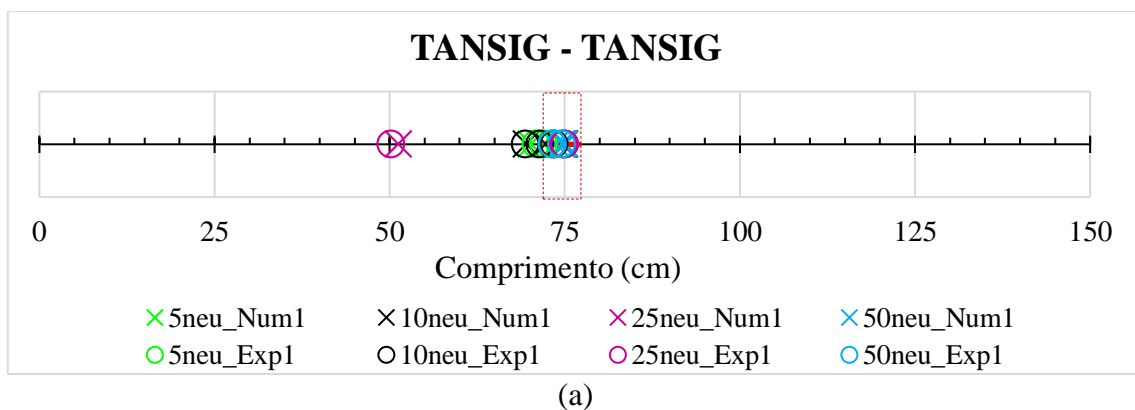 TANSIG - TANSIG
0 25 50 75 100 125 150
Comprimento (cm)
5neu_Num1 10neu_Num1 25neu_Num1 50neu_Num1
5neu_Exp1 10neu_Exp1 25neu_Exp1 50neu_Exp1
(a)